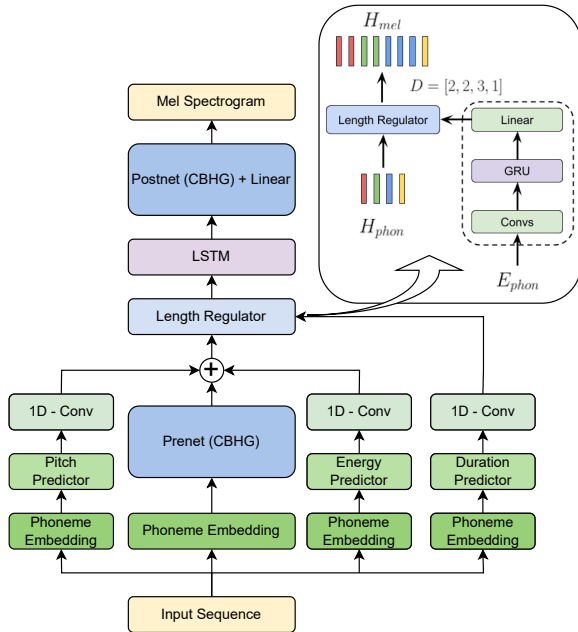 H_mel
D = [2, 2, 3, 1]
Length Regulator
Linear
GRU
Convs
H_phon
E_phon
Mel Spectrogram
Postnet (CBHG) + Linear
LSTM
Length Regulator
+
1D - Conv
Prenet (CBHG)
1D - Conv
1D - Conv
Pitch
Predictor
Energy
Predictor
Duration
Predictor
Phoneme
Embedding
Phoneme Embedding
Phoneme
Embedding
Phoneme
Embedding
Input Sequence